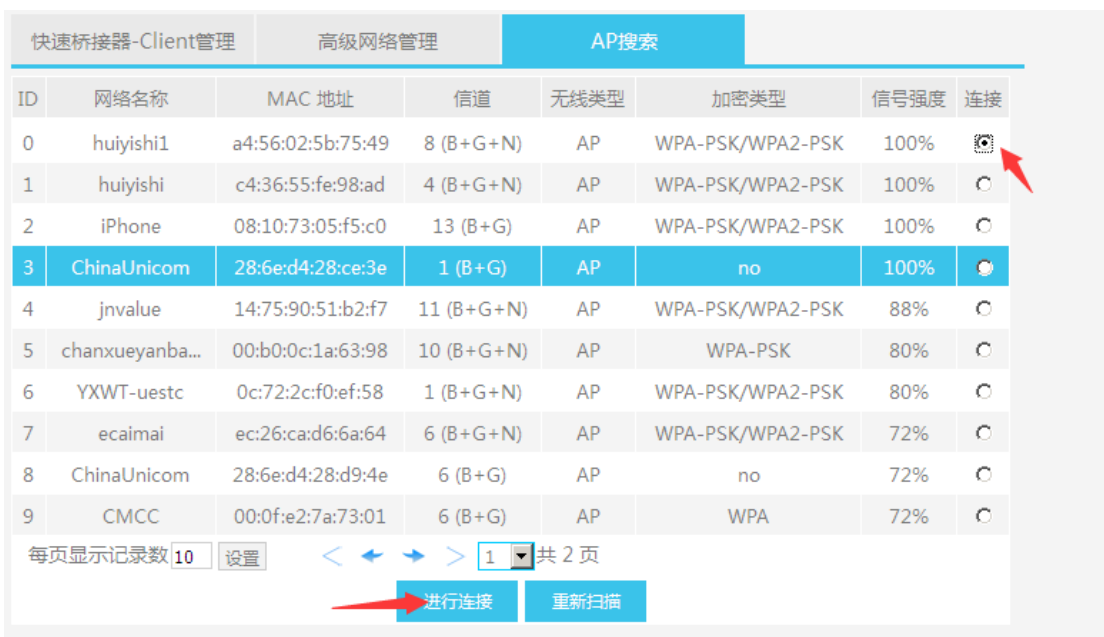 快速桥接器-Client管理 高级网络管理 AP搜索
ID 网络名称 MAC 地址 信道 无线类型 加密类型 信号强度 连接
0 huiyishi1 a4:56:02:5b:75:49 8 (B+G+N) AP WPA-PSK/WPA2-PSK 100%
1 huiyishi c4:36:55:fe:98:ad 4 (B+G+N) AP WPA-PSK/WPA2-PSK 100%
2 iPhone 08:10:73:05:f5:c0 13 (B+G) AP WPA-PSK/WPA2-PSK 100%
3 ChinaUnicom 28:6e:d4:28:ce:3e 1 (B+G) AP no 100%
4 jnvalue 14:75:90:51:b2:f7 11 (B+G+N) AP WPA-PSK/WPA2-PSK 88%
5 chanxueyanba... 00:b0:0c:1a:63:98 10 (B+G+N) AP WPA-PSK 80%
6 YXWT-uestc 0c:72:2c:f0:ef:58 1 (B+G+N) AP WPA-PSK/WPA2-PSK 80%
7 ecaimai ec:26:ca:d6:6a:64 6 (B+G+N) AP WPA-PSK/WPA2-PSK 72%
8 ChinaUnicom 28:6e:d4:28:d9:4e 6 (B+G) AP no 72%
9 CMCC 00:0f:e2:7a:73:01 6 (B+G) AP WPA 72%
每页显示记录数 10 设置 1 共 2 页
进行连接 重新扫描